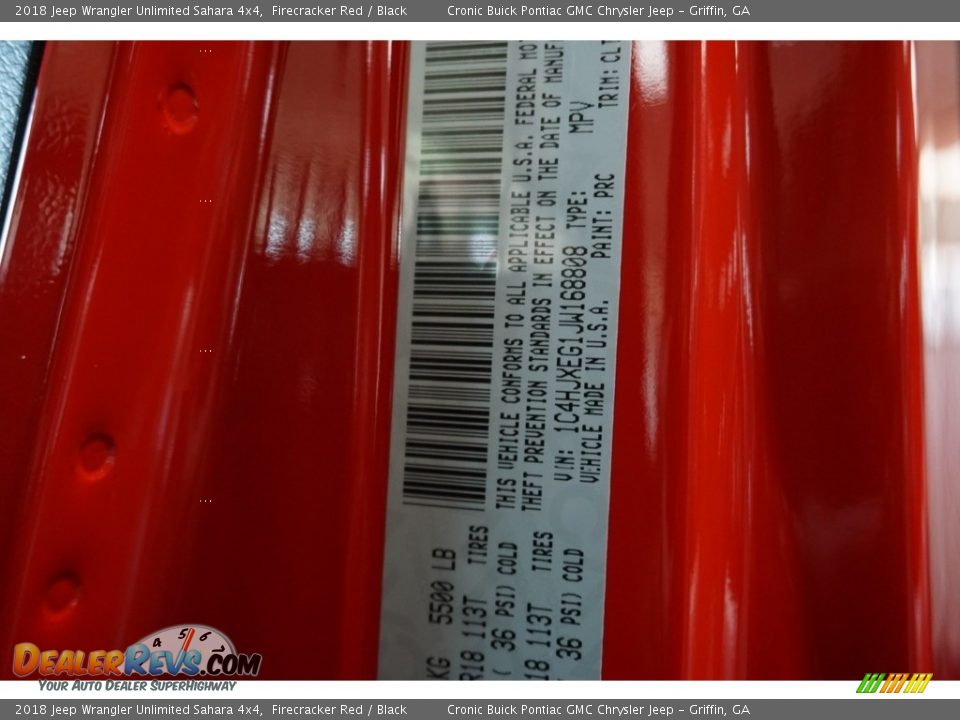 2018 Jeep Wrangler Unlimited Sahara 4x4, Firecracker Red / Black Cronic Buick Pontiac GMC Chrysler Jeep - Griffin, GA
KG 5500 LB
R18 113T TIRES
( 36 PSI) COLD
18 113T TIRES
36 PSI) COLD
THIS VEHICLE CONFORMS TO ALL APPLICABLE U.S.A. FEDERAL
THEFT PREVENTION STANDARDS IN EFFECT ON THE DATE OF MANUF
VIN: 1C4HJXEG1JW168808 TYPE: MPV
VEHICLE MADE IN U.S.A. PAINT: PRC TRIM:
4 5 6
DEALERREVS.COM
YOUR AUTO DEALER SUPERHIGHWAY
2018 Jeep Wrangler Unlimited Sahara 4x4, Firecracker Red / Black Cronic Buick Pontiac GMC Chrysler Jeep - Griffin, GA